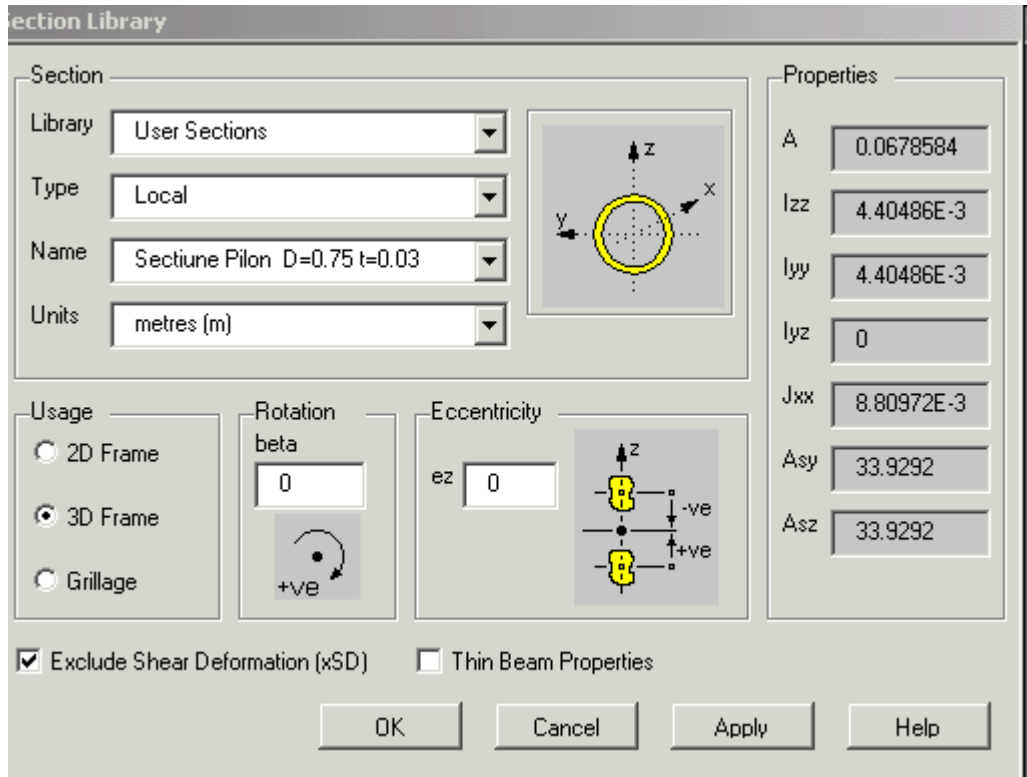 Section Library
Section
Library User Sections
Type Local
Name Sectiune Pilon D=0.75 t=0.03
Units metres (m)
z
x
y
Properties
A 0.0678584
Izz 4.40486E-3
Iyy 4.40486E-3
Iyz 0
Jxx 8.80972E-3
Asy 33.9292
Asz 33.9292
Usage
2D Frame
3D Frame
Grillage
Rotation
beta
0
+ve
Eccentricity
ez 0
z
-ve
+ve
Exclude Shear Deformation (xSD) Thin Beam Properties
OK Cancel Apply Help